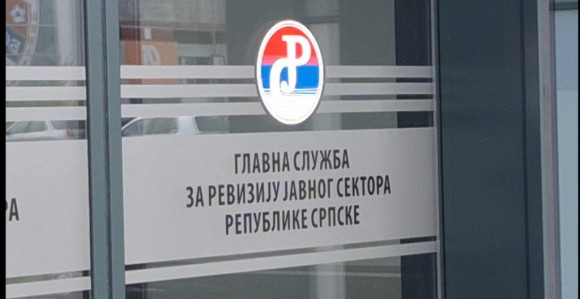 ГЛАВНА СЛУЖБА
ЗА РЕВИЗИЈУ ЈАВНОГ СЕКТОРА
РЕПУБЛИКЕ СРПСКЕ